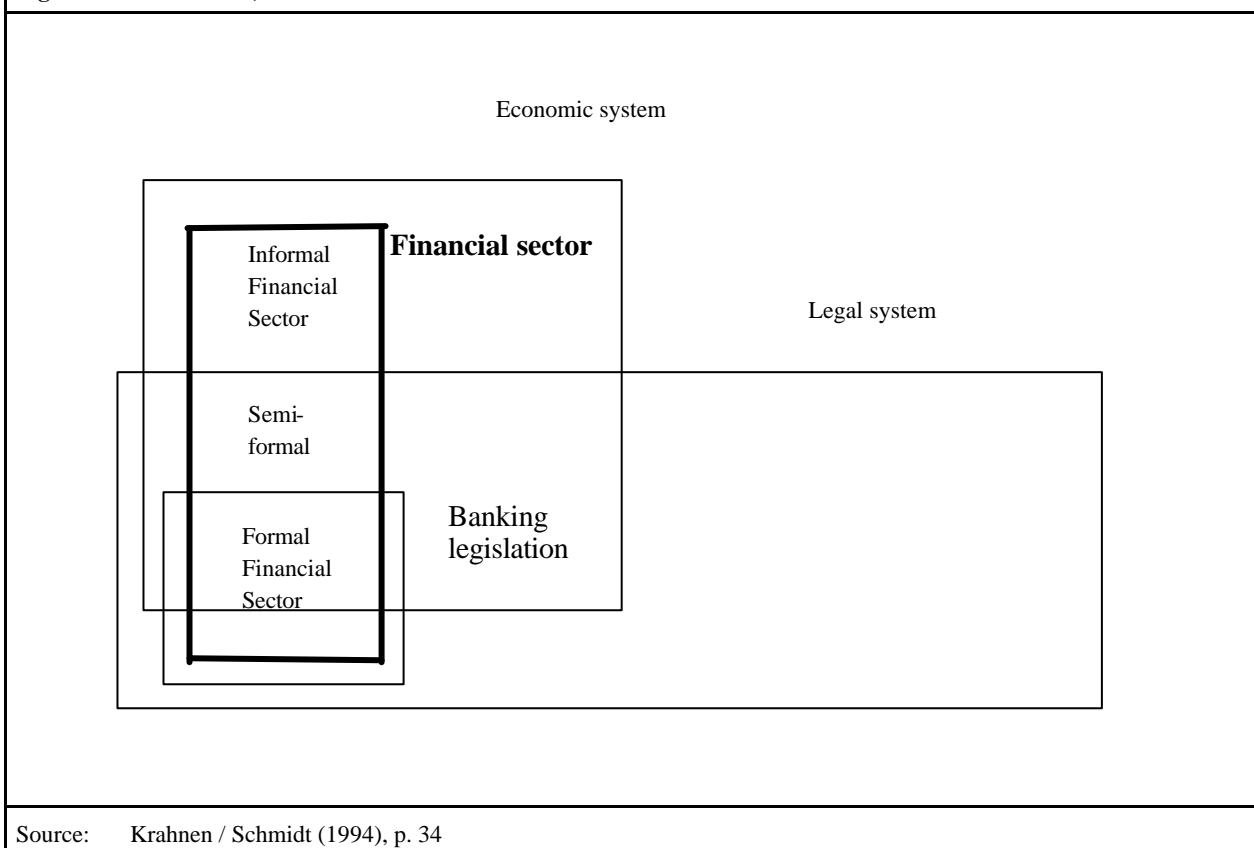 Economic system
Financial sector
Informal
Financial
Sector
Legal system
Semi-
formal
Banking
legislation
Formal
Financial
Sector
Source: Krahnen / Schmidt (1994), p. 34